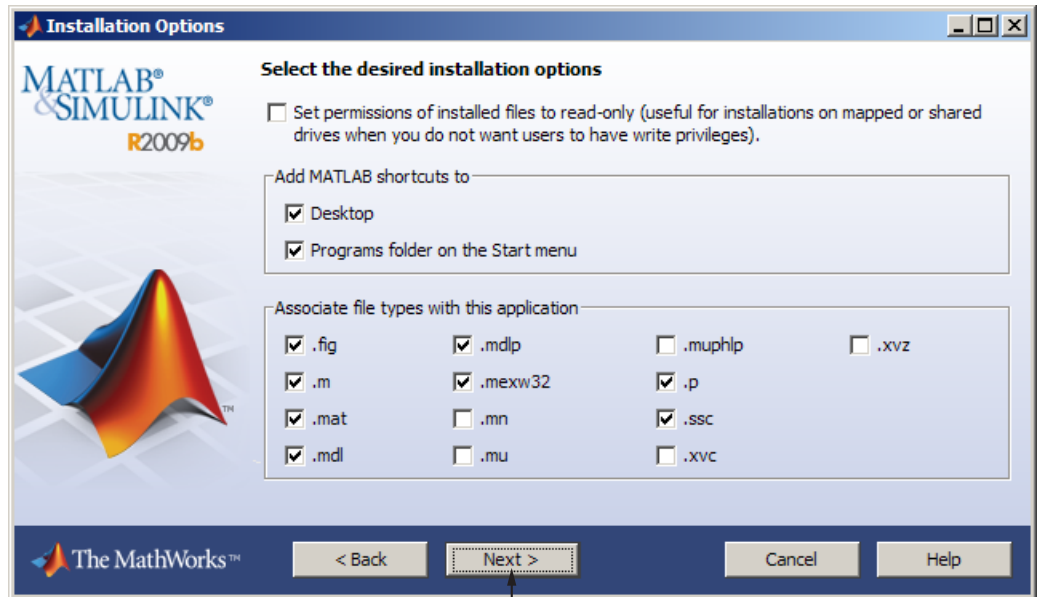 Installation Options
MATLAB®
&SIMULINK®
R2009b
Select the desired installation options
Set permissions of installed files to read-only (useful for installations on mapped or shared
drives when you do not want users to have write privileges).
Add MATLAB shortcuts to
Desktop
Programs folder on the Start menu
Associate file types with this application
.fig .mdlp .muphlp .xvz
.m .mexw32 .p
.mat .mn .ssc
.mdl .mu .xvc
TM
The MathWorks™ < Back Next > Cancel Help